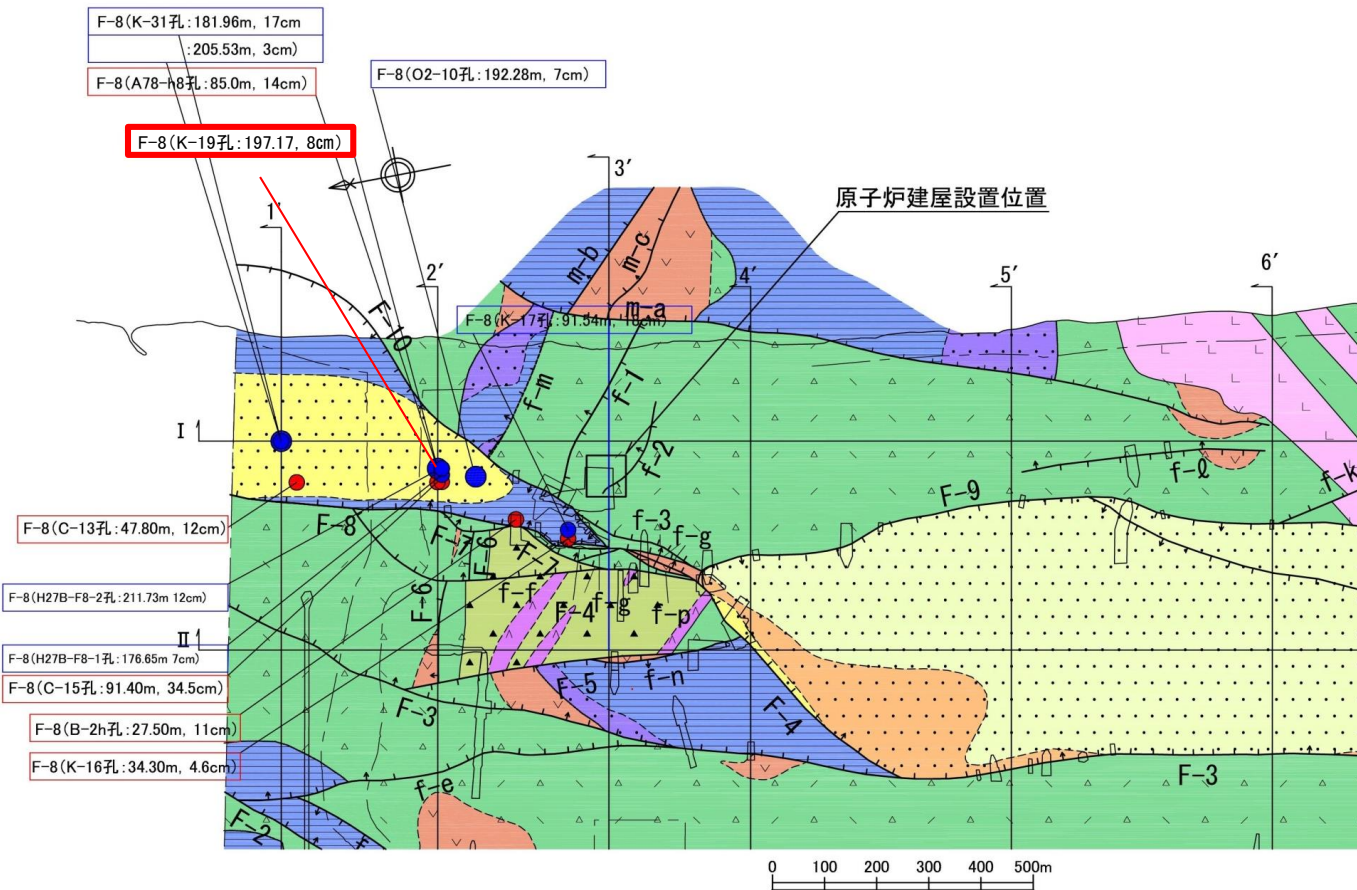 F-8(K-31孔:181.96m, 17cm
:205.53m, 3cm)
F-8(A78-h8孔:85.0m, 14cm)
F-8(O2-10孔:192.28m, 7cm)
F-8(K-19孔:197.17, 8㎝)
原子炉建屋設置位置
1′
2′
3′
4′
5′
6′
F-10
m-b
m-c
m-a
F-8(K-17孔:91.54m, 10cm)
f-m
f-1
f-2
I
f-ℓ
f-k
F-9
F-8
F-7
F-6
F-7
f-3
f-g
F-8(C-13孔:47.80m, 12cm)
F-6
f-f
F-4
f-g
f-p
F-8(H27B-F8-2孔:211.73m 12cm)
II
F-8(H27B-F8-1孔:176.65m 7cm)
F-8(C-15孔:91.40m, 34.5cm)
F-5
f-n
F-4
F-3
F-8(B-2h孔:27.50m, 11cm)
F-8(K-16孔:34.30m, 4.6cm)
F-3
f-e
F-2
f
0 100 200 300 400 500m